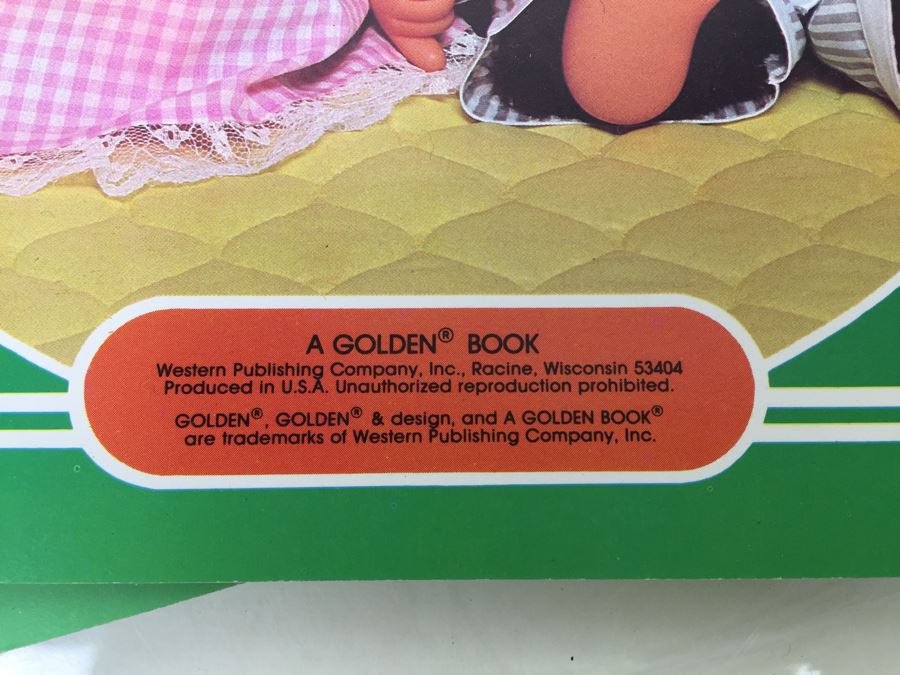 A GOLDEN® BOOK
Western Publishing Company, Inc., Racine, Wisconsin 53404
Produced in U.S.A. Unauthorized reproduction prohibited.
GOLDEN®, GOLDEN® & design, and A GOLDEN BOOK®
are trademarks of Western Publishing Company, Inc.